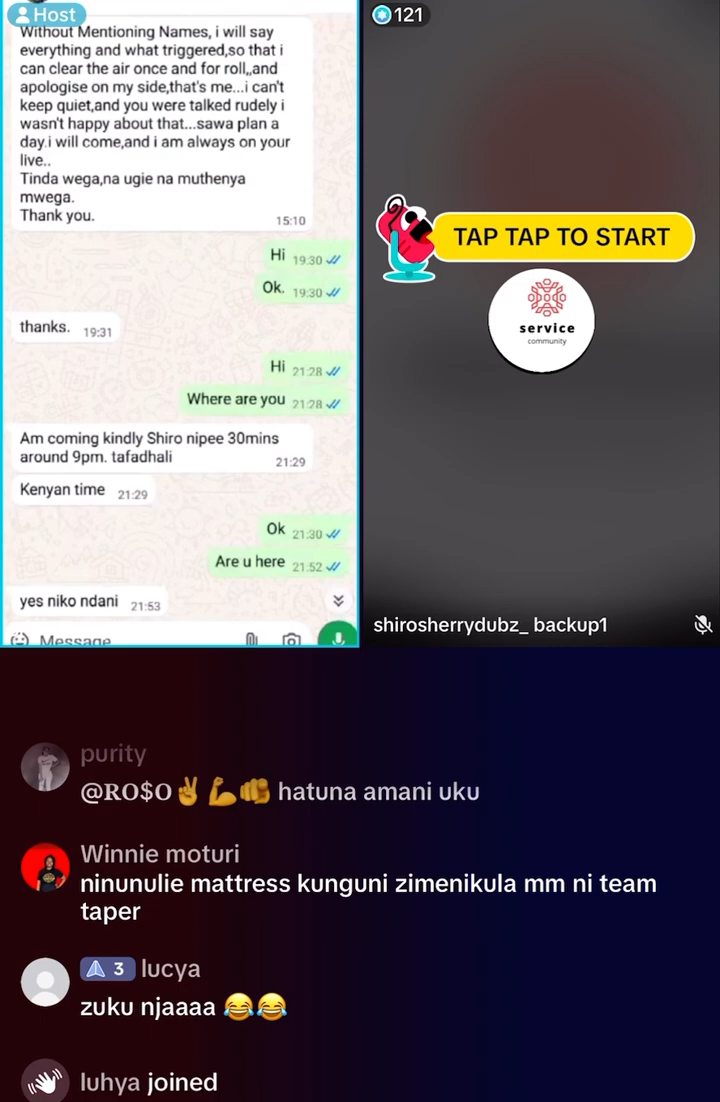 Host
Without Mentioning Names, i will say
everything and what triggered,so that i
can clear the air once and for roll,,and
apologise on my side,that's me...i can't
keep quiet,and you were talked rudely i
wasn't happy about that...sawa plan a
day.i will come,and i am always on your
live..
Tinda wega,na ugie na muthenya
mwega.
Thank you.
15:10
Hi 19:30
Ok. 19:30
thanks. 19:31
Hi 21:28
Where are you 21:28
Am coming kindly Shiro nipee 30mins
around 9pm. tafadhali
21:29
Kenyan time 21:29
Ok 21:30
Are u here 21:52
yes niko ndani 21:53
Message
121
TAP TAP TO START
service
community
shirosherrydubz_ backup1
purity
@RO$O✌️💪🫵 hatuna amani uku
Winnie moturi
ninunulie mattress kunguni zimenikula mm ni team
taper
3 lucya
zuku njaaaa 😂😂
luhya joined